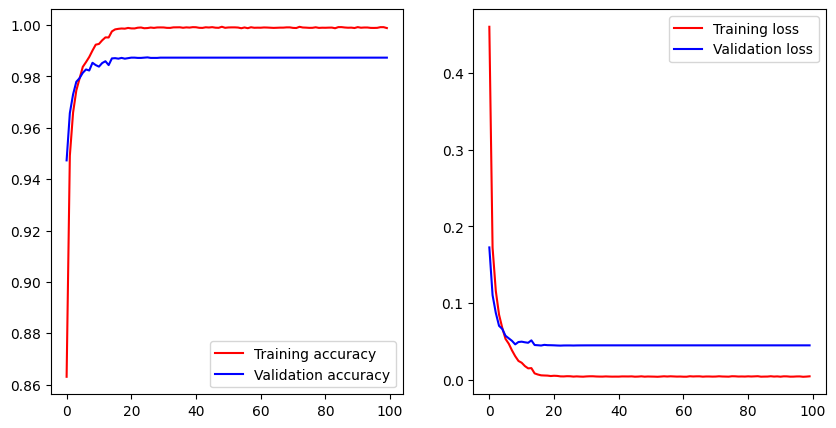 1.00
0.98
0.96
0.94
0.92
0.90
0.88
0.86
0 20 40 60 80 100
Training accuracy
Validation accuracy
0.4
0.3
0.2
0.1
0.0
0 20 40 60 80 100
Training loss
Validation loss